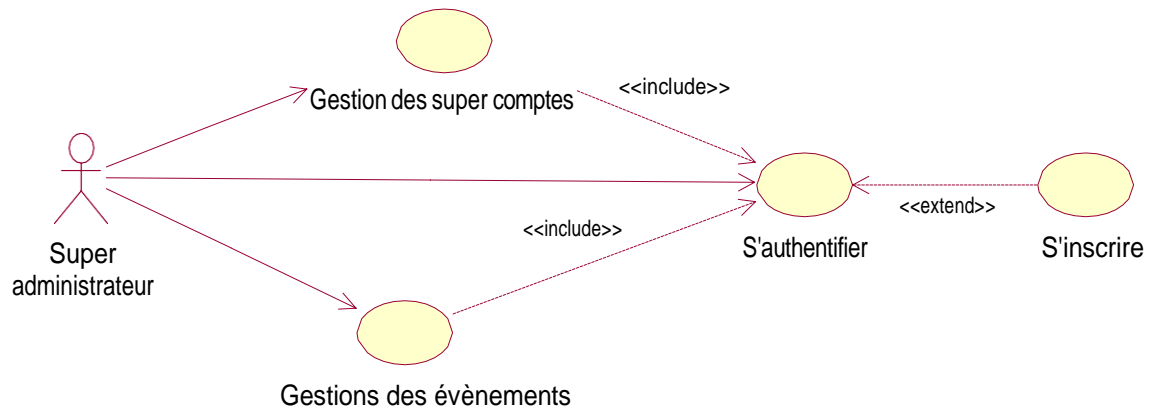 Gestion des super comptes
<<include>>
<<include>>
<<extend>>
Super
administrateur
S'authentifier
S'inscrire
Gestions des évènements